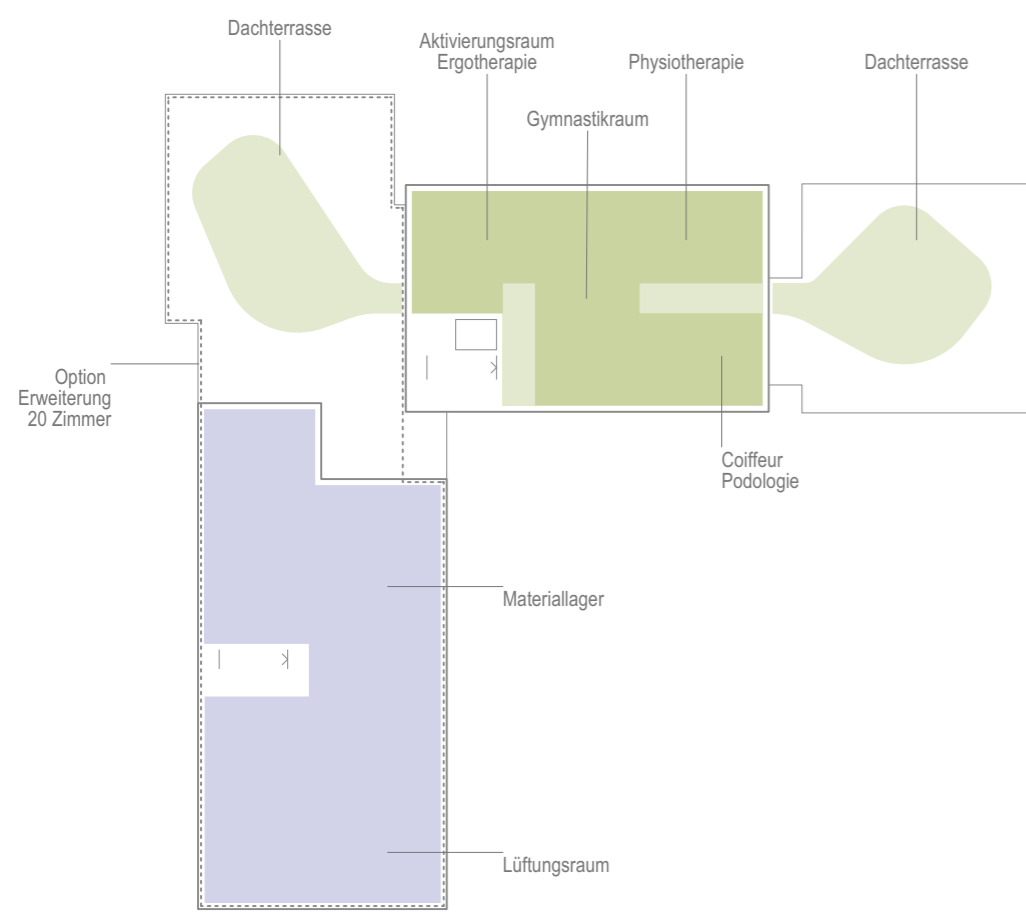 Dachterrasse
Aktivierungsraum
Ergotherapie
Physiotherapie
Dachterrasse
Gymnastikraum
Option
Erweiterung
20 Zimmer
Coiffeur
Podologie
Materiallager
Lüftungsraum